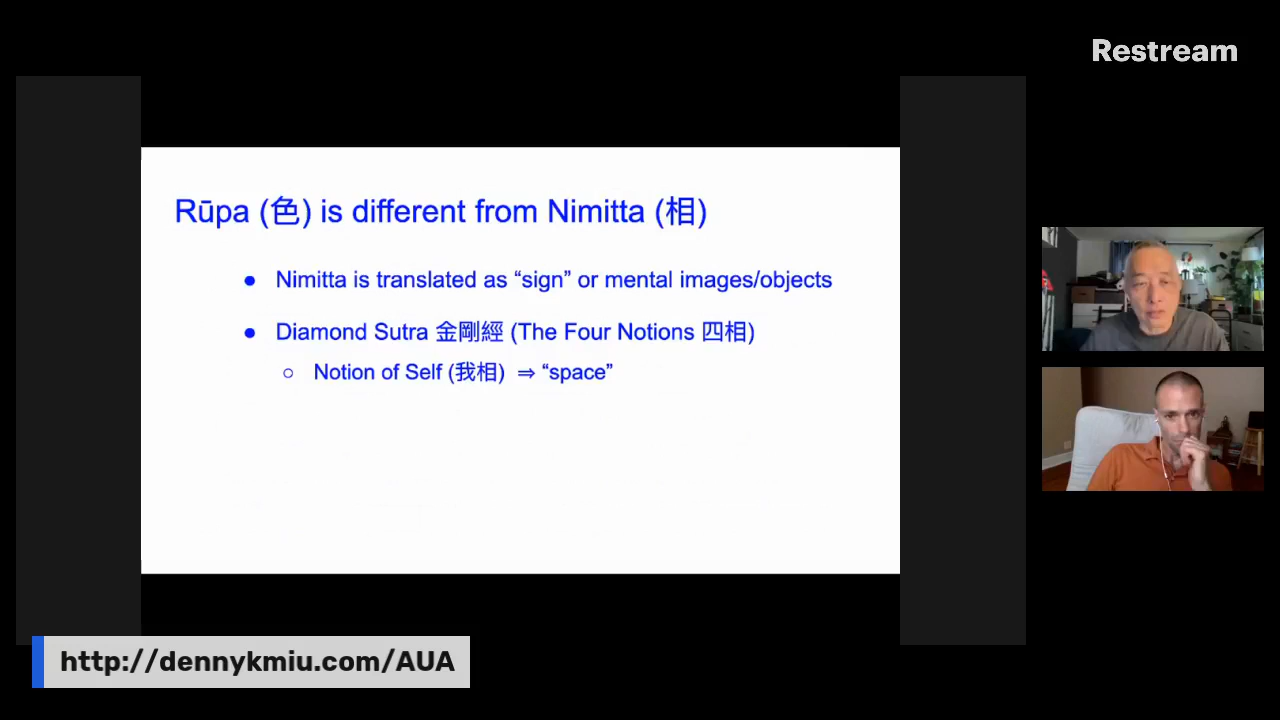 Restream
Rūpa (色) is different from Nimitta (相)
● Nimitta is translated as “sign” or mental images/objects
● Diamond Sutra 金剛經 (The Four Notions 四相)
○ Notion of Self (我相) ⇒ “space”
http://dennykmiu.com/AUA